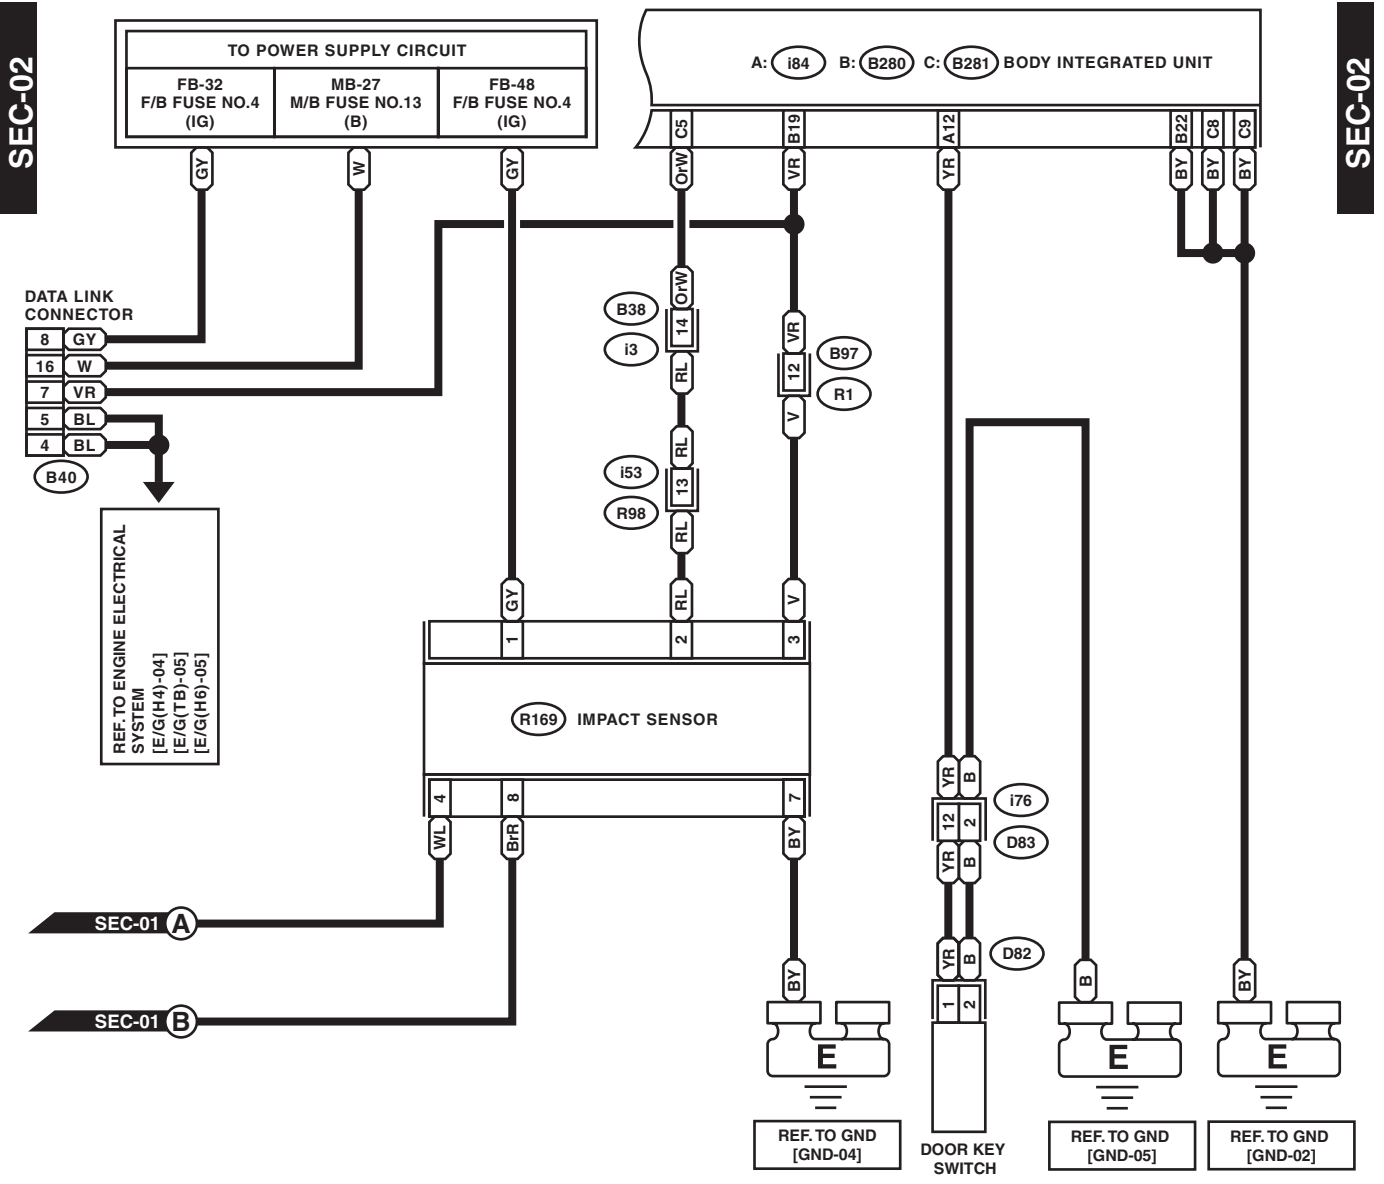 SEC-02
SEC-02
TO POWER SUPPLY CIRCUIT
FB-32
F/B FUSE NO.4
(IG)
MB-27
M/B FUSE NO.13
(B)
FB-48
F/B FUSE NO.4
(IG)
A: i84 B: B280 C: B281 BODY INTEGRATED UNIT
C5
B19
A12
B22
C8
C9
GY
W
GY
OrW
VR
YR
BY
BY
BY
DATA LINK
CONNECTOR
8 GY
16 W
7 VR
5 BL
4 BL
B40
OrW
B38
14
i3
RL
VR
B97
12
R1
V
RL
i53
13
R98
RL
REF. TO ENGINE ELECTRICAL
SYSTEM
[E/G(H4)-04]
[E/G(TB)-05]
[E/G(H6)-05]
GY
RL
V
1
2
3
R169 IMPACT SENSOR
4
8
7
WL
BrR
BY
YR
B
i76
12
2
D83
YR
B
SEC-01 A
SEC-01 B
YR
B
D82
1
2
BY
B
BY
E
E
E
REF. TO GND
[GND-04]
DOOR KEY
SWITCH
REF. TO GND
[GND-05]
REF. TO GND
[GND-02]